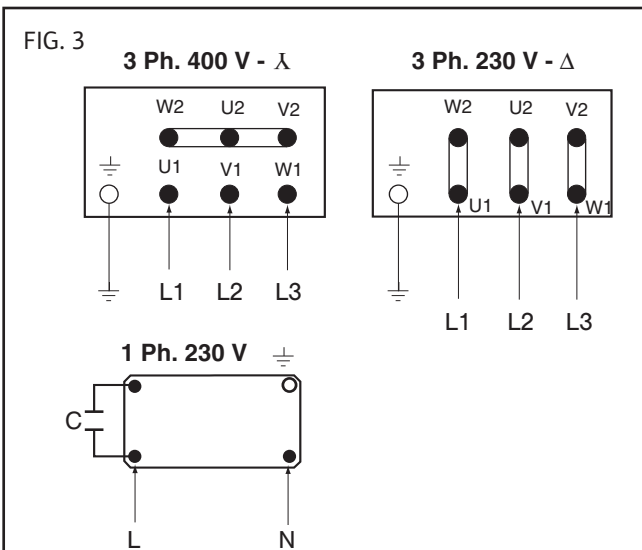 FIG. 3
3 Ph. 400 V - ⅄
3 Ph. 230 V - Δ
W2 U2 V2
U1 V1 W1
L1 L2 L3
W2 U2 V2
U1 V1 W1
L1 L2 L3
1 Ph. 230 V
C
L N